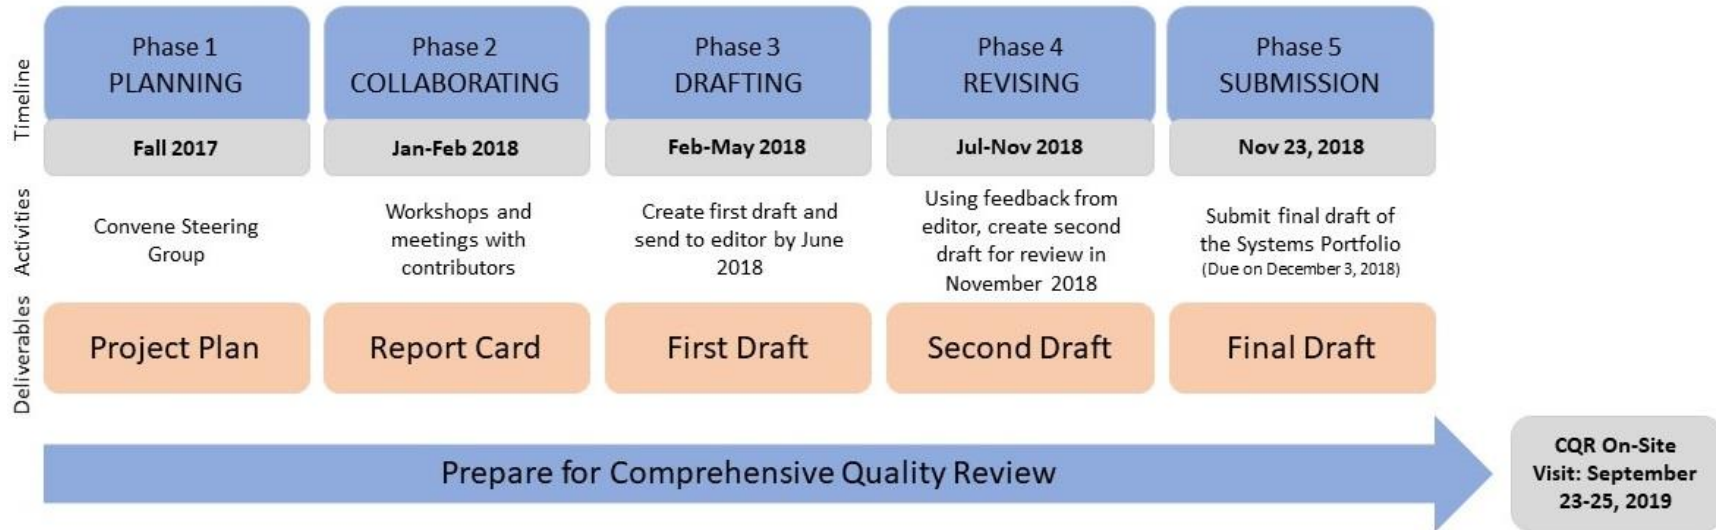 Timeline
Phase 1
PLANNING
Phase 2
COLLABORATING
Phase 3
DRAFTING
Phase 4
REVISING
Phase 5
SUBMISSION
Fall 2017
Jan-Feb 2018
Feb-May 2018
Jul-Nov 2018
Nov 23, 2018
Activities
Convene Steering
Group
Workshops and
meetings with
contributors
Create first draft and
send to editor by June
2018
Using feedback from
editor, create second
draft for review in
November 2018
Submit final draft of
the Systems Portfolio
(Due on December 3, 2018)
Deliverables
Project Plan
Report Card
First Draft
Second Draft
Final Draft
Prepare for Comprehensive Quality Review
CQR On-Site
Visit: September
23-25, 2019